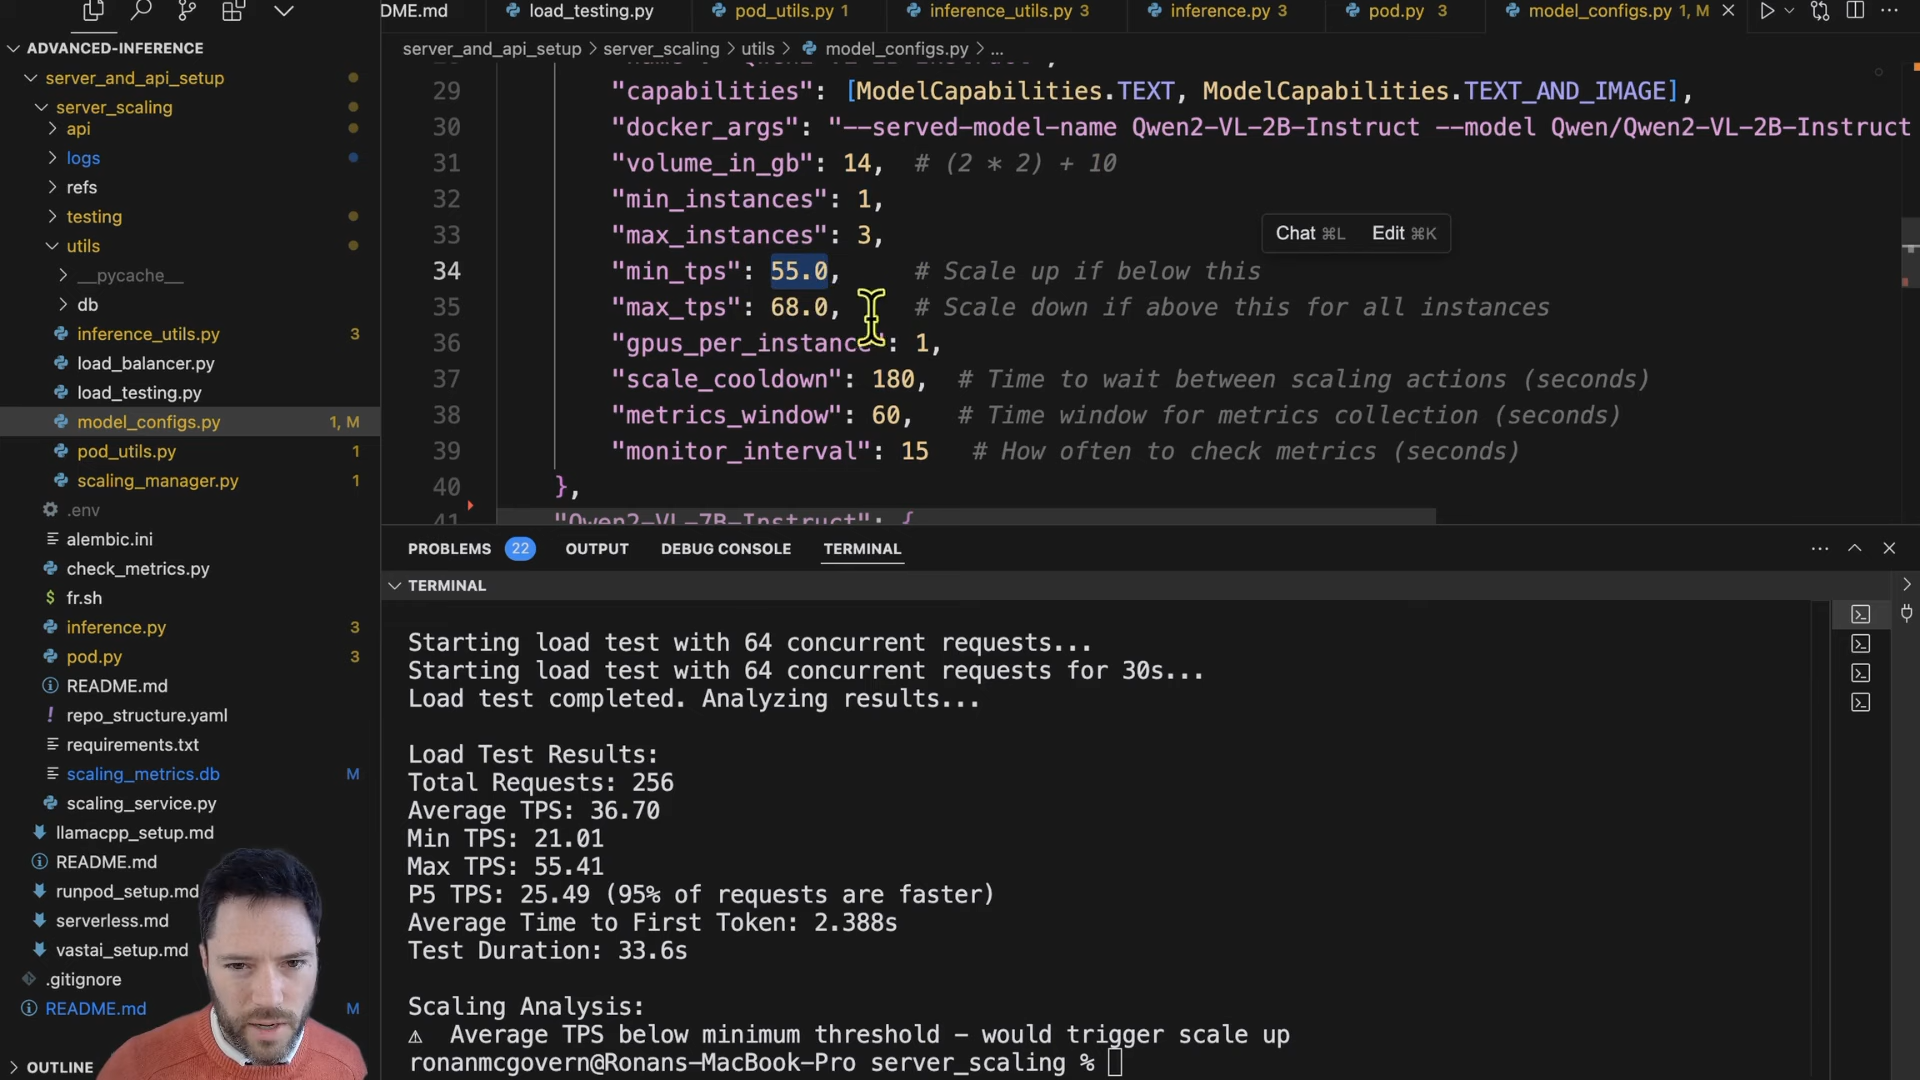 DME.md
load_testing.py
pod_utils.py 1
inference_utils.py 3
inference.py 3
pod.py 3
model_configs.py 1, M
ADVANCED-INFERENCE
server_and_api_setup
server_scaling
api
logs
refs
testing
utils
__pycache__
db
inference_utils.py 3
load_balancer.py
load_testing.py
model_configs.py 1, M
pod_utils.py 1
scaling_manager.py 1
.env
alembic.ini
check_metrics.py
fr.sh
inference.py 3
pod.py 3
README.md
repo_structure.yaml
requirements.txt
scaling_metrics.db M
scaling_service.py
llamacpp_setup.md
README.md
runpod_setup.md
serverless.md
vastai_setup.md
.gitignore
README.md M
OUTLINE
server_and_api_setup > server_scaling > utils > model_configs.py > ...
29 "capabilities": [ModelCapabilities.TEXT, ModelCapabilities.TEXT_AND_IMAGE],
30 "docker_args": "--served-model-name Qwen2-VL-2B-Instruct --model Qwen/Qwen2-VL-2B-Instruct
31 "volume_in_gb": 14, # (2 * 2) + 10
32 "min_instances": 1,
33 "max_instances": 3,
Chat ⌘L Edit ⌘K
34 "min_tps": 55.0, # Scale up if below this
35 "max_tps": 68.0, # Scale down if above this for all instances
36 "gpus_per_instance": 1,
37 "scale_cooldown": 180, # Time to wait between scaling actions (seconds)
38 "metrics_window": 60, # Time window for metrics collection (seconds)
39 "monitor_interval": 15 # How often to check metrics (seconds)
40 },
41 "Qwen2-VL-7B-Instruct": {
PROBLEMS 22 OUTPUT DEBUG CONSOLE TERMINAL
TERMINAL
Starting load test with 64 concurrent requests...
Starting load test with 64 concurrent requests for 30s...
Load test completed. Analyzing results...
Load Test Results:
Total Requests: 256
Average TPS: 36.70
Min TPS: 21.01
Max TPS: 55.41
P5 TPS: 25.49 (95% of requests are faster)
Average Time to First Token: 2.388s
Test Duration: 33.6s
Scaling Analysis:
⚠ Average TPS below minimum threshold – would trigger scale up
ronanmcgovern@Ronans-MacBook-Pro server_scaling %